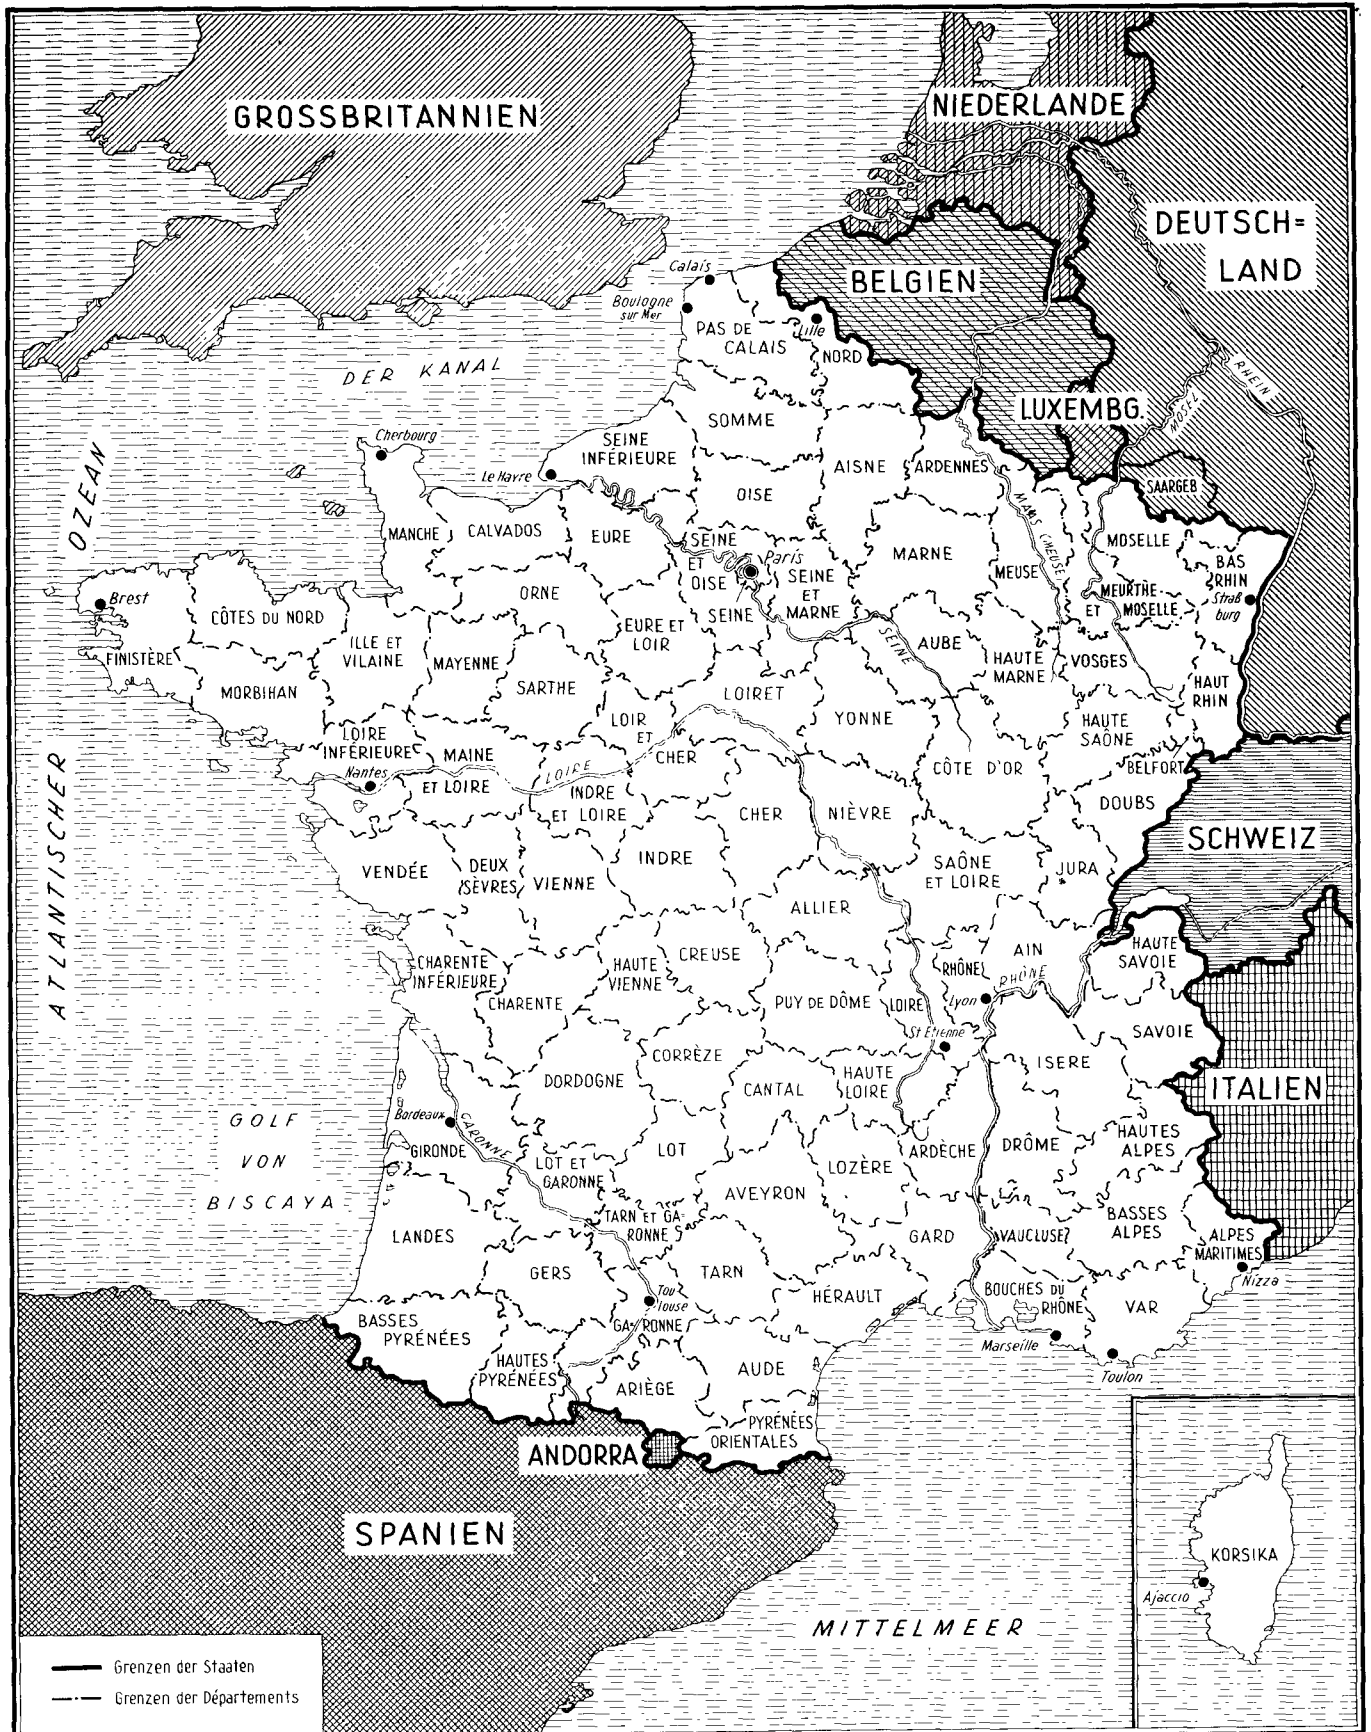 GROSSBRITANNIEN
NIEDERLANDE
DEUTSCH=
LAND
BELGIEN
LUXEMBG.
RHEIN
MOSEL
SAARGEB
Calais
Boulogne
sur Mer
PAS DE
CALAIS
Lille
NORD
DER KANAL
SOMME
Cherbourg
SEINE
INFÉRIEURE
Le Havre
AISNE
ARDENNES
OISE
MANCHE
CALVADOS
EURE
SEINE
ET
OISE
Paris
SEINE
SEINE
ET
MARNE
MARNE
MAAS
MEUSE
MOSELLE
BAS
RHIN
Straß
burg
MEURTHE
ET
MOSELLE
ORNE
Brest
CÔTES DU NORD
FINISTÈRE
ILLE ET
VILAINE
MAYENNE
EURE ET
LOIR
SEINE
AUBE
HAUTE
MARNE
VOSGES
HAUT
RHIN
MORBIHAN
SARTHE
LOIRET
YONNE
LOIR
ET
CHER
HAUTE
SAÔNE
BELFORT
LOIRE
INFÉRIEURE
MAINE
ET LOIRE
Nantes
LOIRE
INDRE
ET LOIRE
CÔTE D'OR
CHER
NIÈVRE
DOUBS
SCHWEIZ
VENDÉE
DEUX
SÈVRES
VIENNE
INDRE
SAÔNE
ET LOIRE
JURA
ALLIER
CHARENTE
INFÉRIEURE
CHARENTE
HAUTE
VIENNE
CREUSE
PUY DE DÔME
LOIRE
RHÔNE
AIN
RHÔNE
HAUTE
SAVOIE
Lyon
St Etienne
SAVOIE
CORRÈZE
HAUTE
LOIRE
ISERE
DORDOGNE
CANTAL
ITALIEN
OZEAN
ATLANTISCHER
GOLF
VON
BISCAYA
Bordeaux
GARONNE
GIRONDE
LOT ET
GARONNE
LOT
AVEYRON
LOZÈRE
ARDÈCHE
DRÔME
HAUTES
ALPES
LANDES
TARN ET GA=
RONNE
GARD
VAUCLUSE
BASSES
ALPES
ALPES
MARITIMES
Nizza
GERS
TARN
HÉRAULT
BOUCHES DU
RHÔNE
VAR
Tou
louse
GA-RONNE
BASSES
PYRÉNÉES
HAUTES
PYRÉNÉES
ARIÈGE
AUDE
Marseille
Toulon
PYRÉNÉES
ORIENTALES
ANDORRA
SPANIEN
MITTELMEER
KORSIKA
Ajaccio
Grenzen der Staaten
Grenzen der Départements